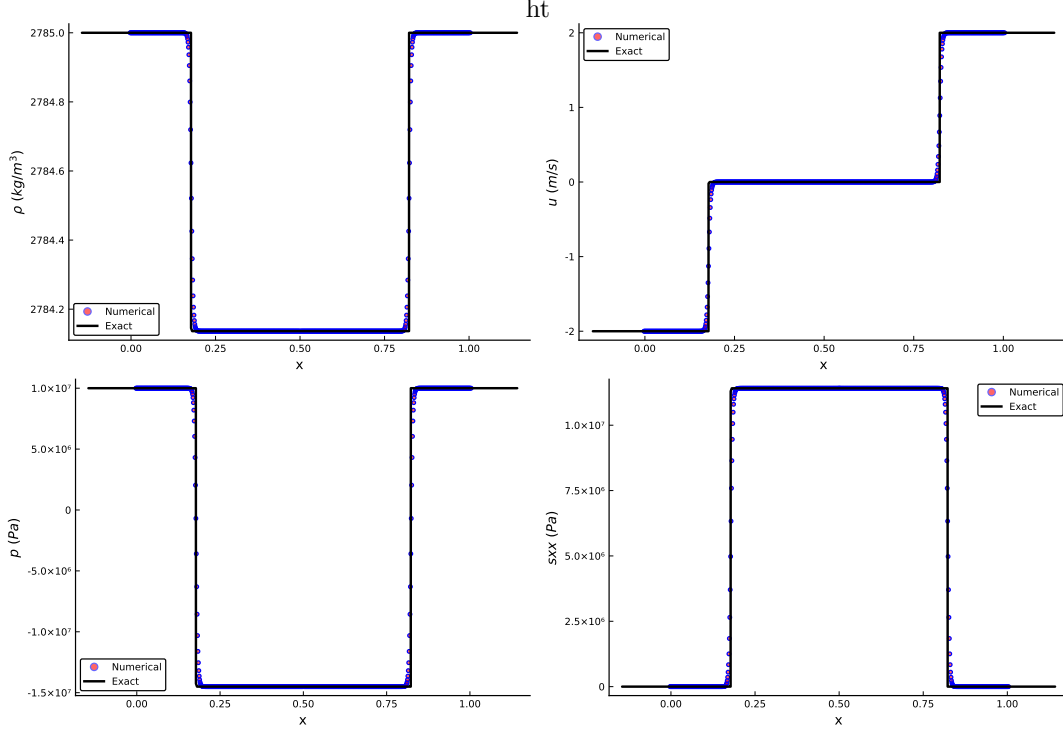 ht
2785.0
2784.8
2784.6
2784.4
2784.2
ρ (kg/m³)
Numerical
Exact
0.00 0.25 0.50 0.75 1.00
x
2
1
0
-1
-2
u (m/s)
Numerical
Exact
0.00 0.25 0.50 0.75 1.00
x
1.0×10⁷
5.0×10⁶
0
-5.0×10⁶
-1.0×10⁷
-1.5×10⁷
p (Pa)
Numerical
Exact
0.00 0.25 0.50 0.75 1.00
x
1.0×10⁷
7.5×10⁶
5.0×10⁶
2.5×10⁶
0
sxx (Pa)
Numerical
Exact
0.00 0.25 0.50 0.75 1.00
x